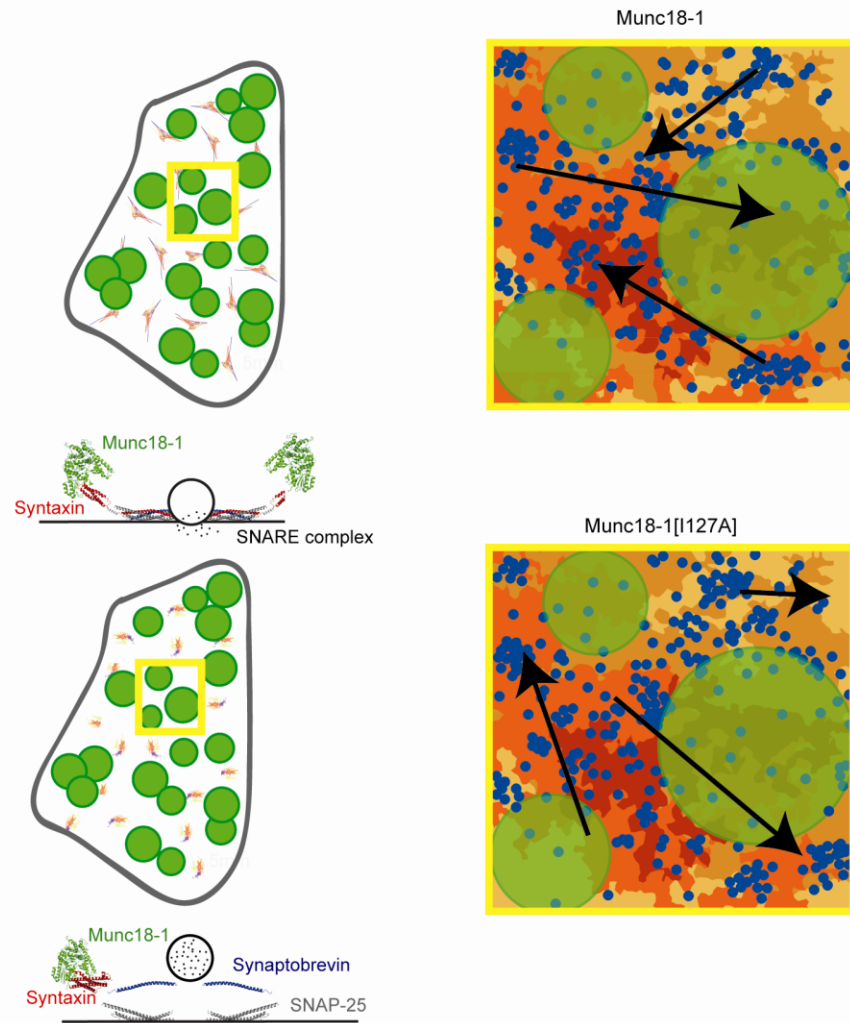 Munc18-1
Munc18-1
Syntaxin
SNARE complex
Munc18-1[I127A]
Munc18-1
Synaptobrevin
Syntaxin
SNAP-25